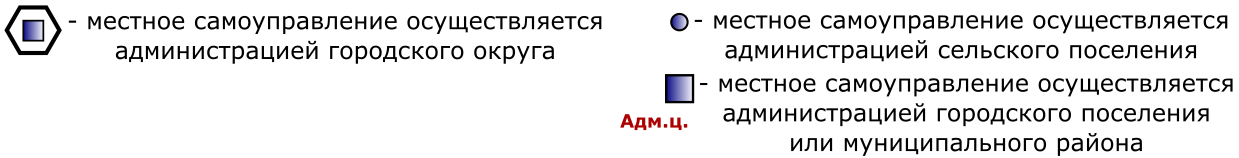 - местное самоуправление осуществляется
администрацией городского округа
- местное самоуправление осуществляется
администрацией сельского поселения
- местное самоуправление осуществляется
администрацией городского поселения
или муниципального района
Адм.ц.